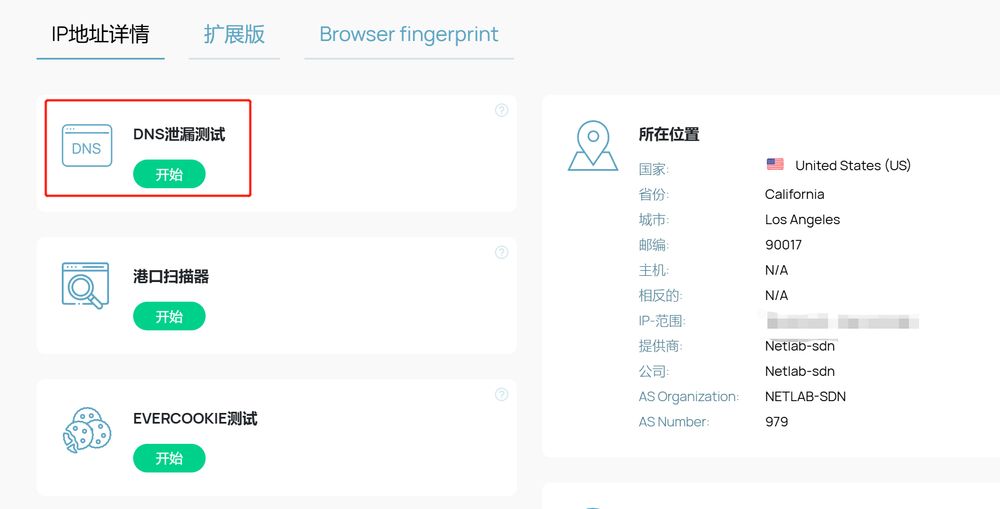 IP地址详情
扩展版
Browser fingerprint
DNS
DNS泄漏测试
开始
港口扫描器
开始
EVERCOOKIE测试
开始
所在位置
国家: United States (US)
省份: California
城市: Los Angeles
邮编: 90017
主机: N/A
相反的: N/A
IP-范围:
提供商: Netlab-sdn
公司: Netlab-sdn
AS Organization: NETLAB-SDN
AS Number: 979